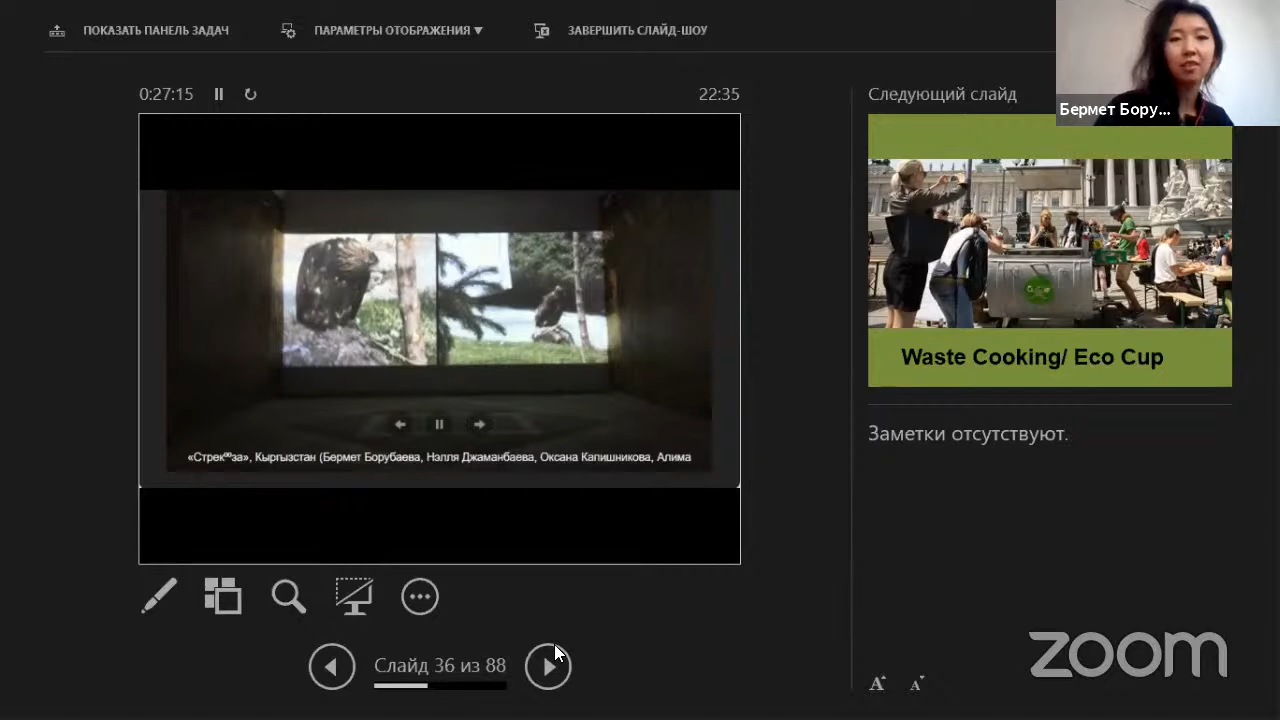 ПОКАЗАТЬ ПАНЕЛЬ ЗАДАЧ
ПАРАМЕТРЫ ОТОБРАЖЕНИЯ
ЗАВЕРШИТЬ СЛАЙД-ШОУ
Бермет Бору...
0:27:15
22:35
Следующий слайд
Waste Cooking/ Eco Cup
Заметки отсутствуют.
«Стрек∞за», Кыргызстан (Бермет Борубаева, Нэлля Джаманбаева, Оксана Капишникова, Алима
Слайд 36 из 88
A A
zoom